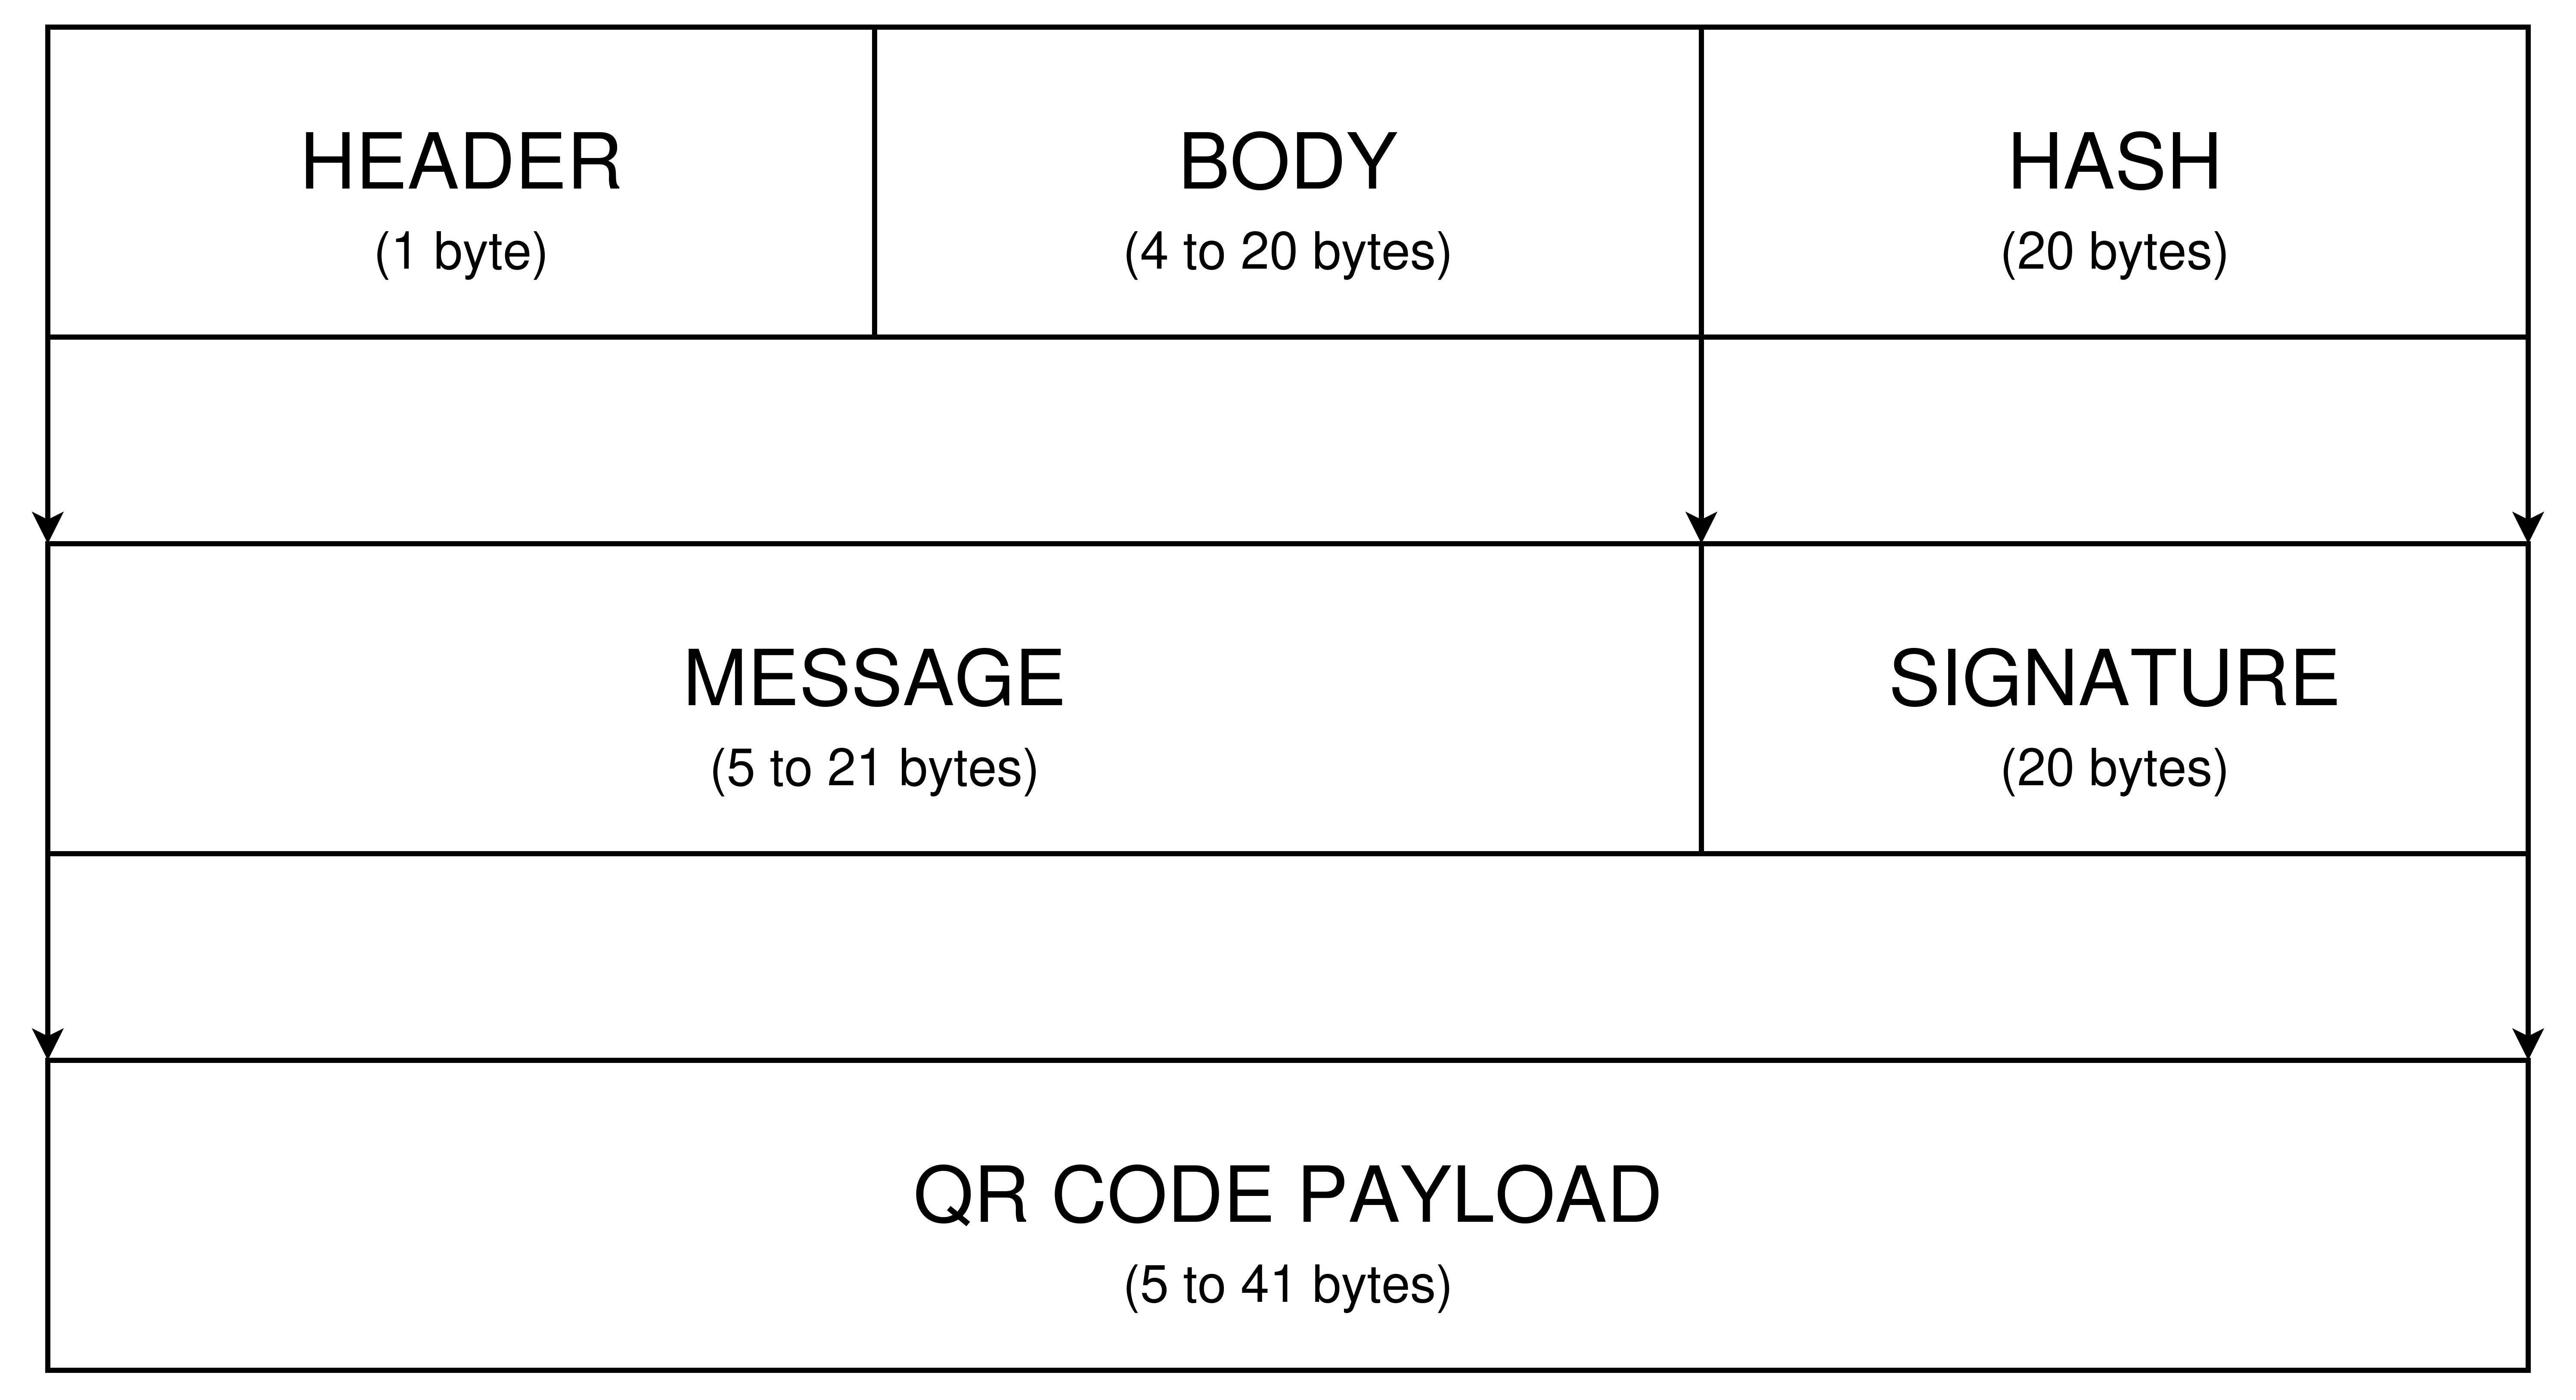 HEADER
(1 byte)
BODY
(4 to 20 bytes)
HASH
(20 bytes)
MESSAGE
(5 to 21 bytes)
SIGNATURE
(20 bytes)
QR CODE PAYLOAD
(5 to 41 bytes)